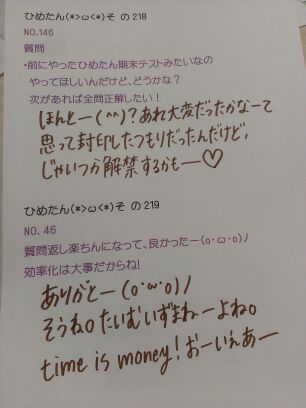 ひめたん(*>ω<*)そ の218
NO.146
質問
・前にやったひめたん期末テストみたいなの
やってほしいんだけど、どうかな?
次があれば全問正解したい!
ほんとー(^^)?あれ大変だったかなーて
思って封印したつもりだったんだけど、
じゃいつか解禁するかもー♡
ひめたん(*>ω<*)そ の219
NO. 46
質問返し楽ちんになって、良かったー(o・ω・o)ノ
効率化は大事だからね!
ありがとー(o・ω・o)ノ
そうね。たいむいずまねーよね。
time is money!おーいぇあー